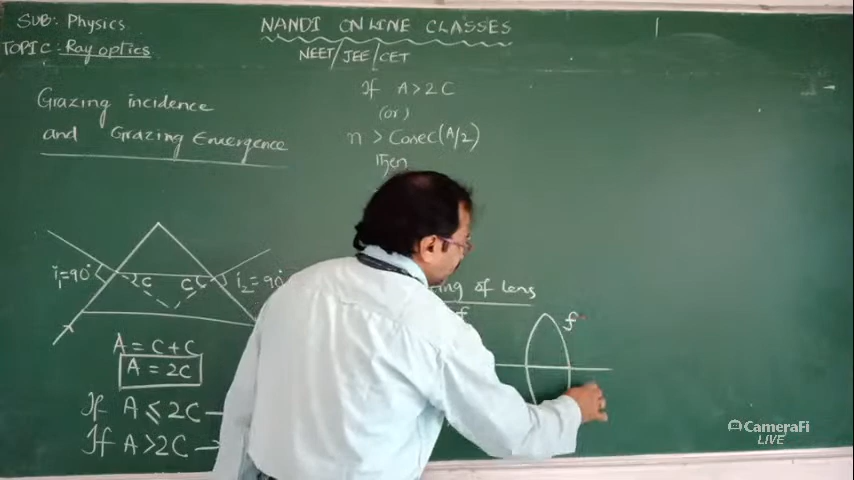 SUB: Physics
TOPIC: Ray optics
NANDI ONLINE CLASSES
NEET/JEE/CET
Grazing incidence
and Grazing Emergence
If A>2C
(or)
n > Cosec(A/2)
Then
i₁=90°
C
C
i₂=90°
A = C+C
A = 2C
If A ≤ 2C →
If A>2C →
ing of lens
f
f
CameraFi
LIVE